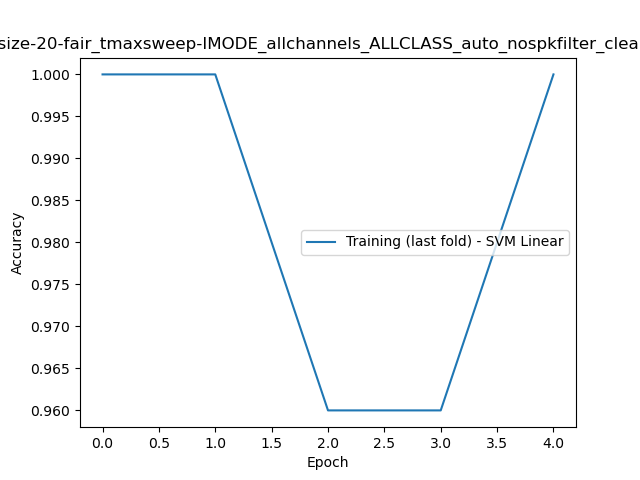 size-20-fair_tmaxsweep-IMODE_allchannels_ALLCLASS_auto_nospkfilter_clea
1.000
0.995
0.990
0.985
0.980
0.975
0.970
0.965
0.960
Accuracy
Training (last fold) - SVM Linear
0.0 0.5 1.0 1.5 2.0 2.5 3.0 3.5 4.0
Epoch